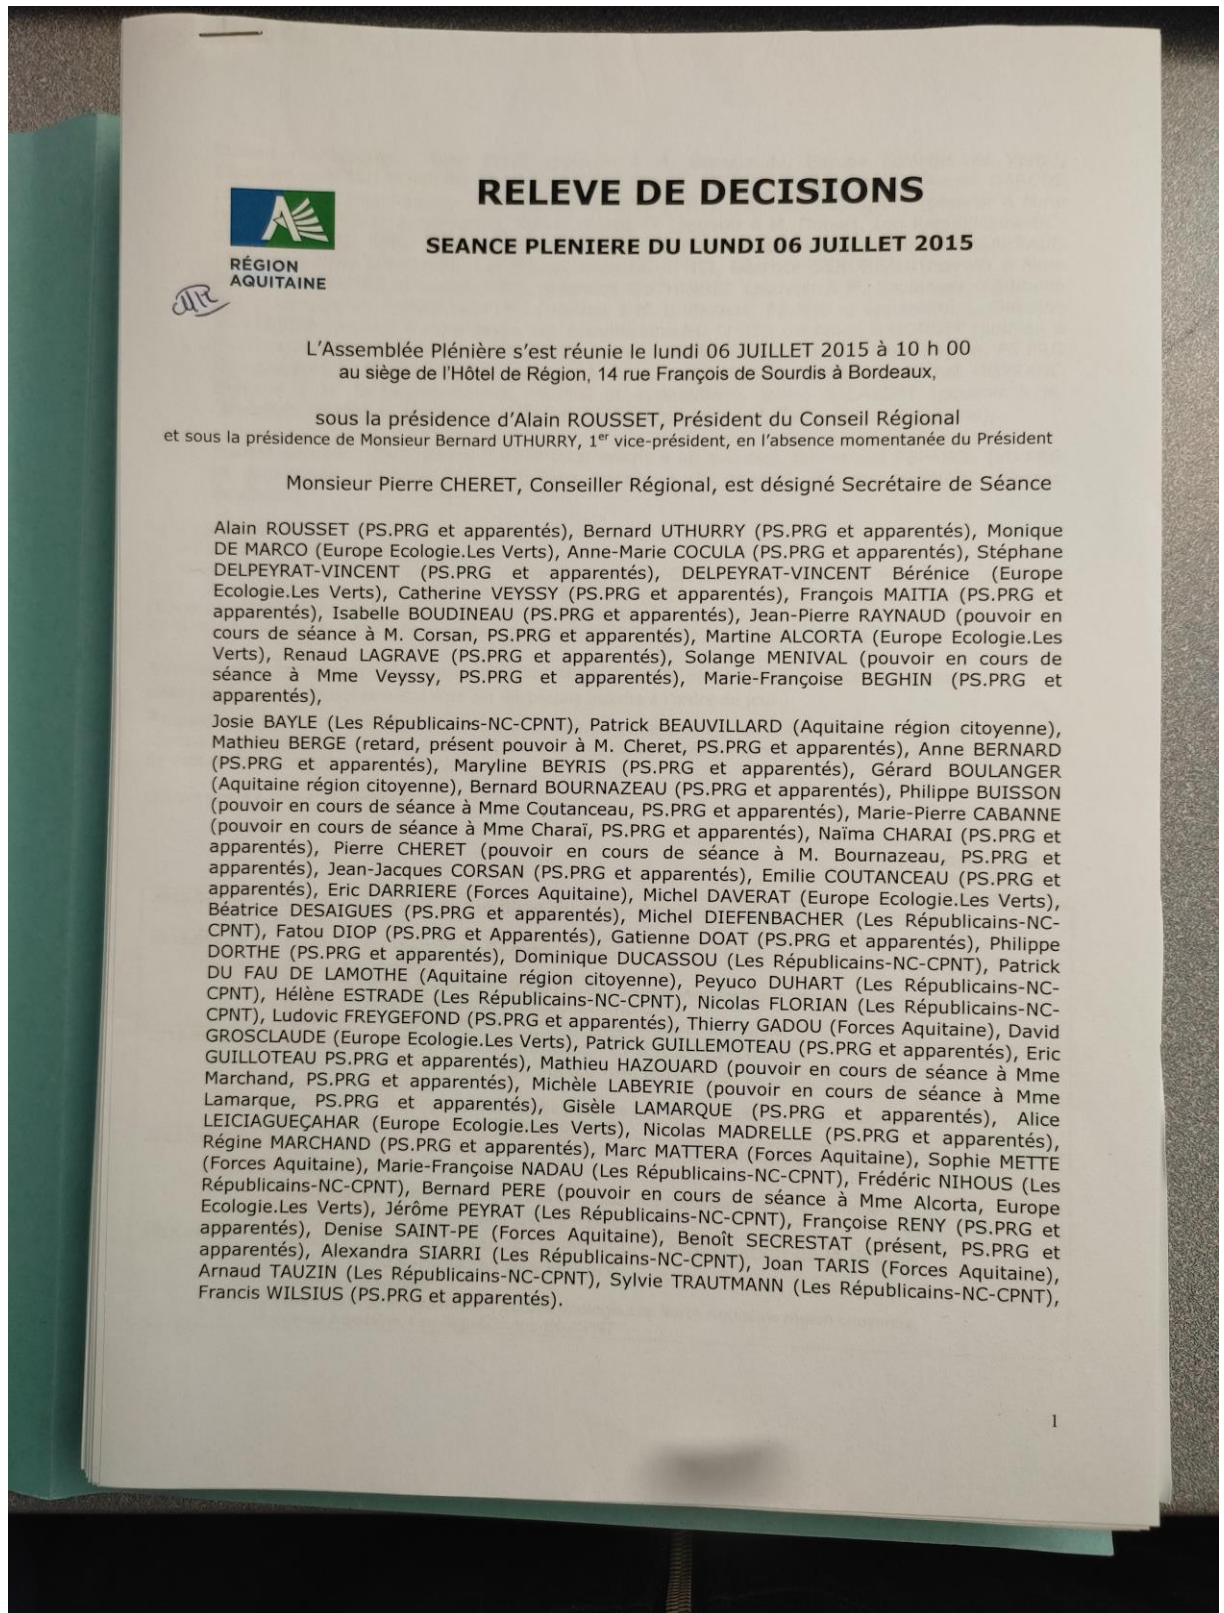 RELEVE DE DECISIONS
SEANCE PLENIERE DU LUNDI 06 JUILLET 2015
RÉGION
AQUITAINE
L'Assemblée Plénière s'est réunie le lundi 06 JUILLET 2015 à 10 h 00
au siège de l'Hôtel de Région, 14 rue François de Sourdis à Bordeaux,
sous la présidence d'Alain ROUSSET, Président du Conseil Régional
et sous la présidence de Monsieur Bernard UTHURRY, 1er vice-président, en l'absence momentanée du Président
Monsieur Pierre CHERET, Conseiller Régional, est désigné Secrétaire de Séance
Alain ROUSSET (PS.PRG et apparentés), Bernard UTHURRY (PS.PRG et apparentés), Monique
DE MARCO (Europe Ecologie.Les Verts), Anne-Marie COCULA (PS.PRG et apparentés), Stéphane
DELPEYRAT-VINCENT (PS.PRG et apparentés), DELPEYRAT-VINCENT Bérénice (Europe
Ecologie.Les Verts), Catherine VEYSSY (PS.PRG et apparentés), François MAITIA (PS.PRG et
apparentés), Isabelle BOUDINEAU (PS.PRG et apparentés), Jean-Pierre RAYNAUD (pouvoir en
cours de séance à M. Corsan, PS.PRG et apparentés), Martine ALCORTA (Europe Ecologie.Les
Verts), Renaud LAGRAVE (PS.PRG et apparentés), Solange MENIVAL (pouvoir en cours de
séance à Mme Veyssy, PS.PRG et apparentés), Marie-Françoise BEGHIN (PS.PRG et
apparentés),
Josie BAYLE (Les Républicains-NC-CPNT), Patrick BEAUVILLARD (Aquitaine région citoyenne),
Mathieu BERGE (retard, présent pouvoir à M. Cheret, PS.PRG et apparentés), Anne BERNARD
(PS.PRG et apparentés), Maryline BEYRIS (PS.PRG et apparentés), Gérard BOULANGER
(Aquitaine région citoyenne), Bernard BOURNAZEAU (PS.PRG et apparentés), Philippe BUISSON
(pouvoir en cours de séance à Mme Coutanceau, PS.PRG et apparentés), Marie-Pierre CABANNE
(pouvoir en cours de séance à Mme Charaï, PS.PRG et apparentés), Naïma CHARAI (PS.PRG et
apparentés), Pierre CHERET (pouvoir en cours de séance à M. Bournazeau, PS.PRG et
apparentés), Jean-Jacques CORSAN (PS.PRG et apparentés), Emilie COUTANCEAU (PS.PRG et
apparentés), Eric DARRIERE (Forces Aquitaine), Michel DAVERAT (Europe Ecologie.Les Verts),
Béatrice DESAIGUES (PS.PRG et apparentés), Michel DIEFENBACHER (Les Républicains-NC-
CPNT), Fatou DIOP (PS.PRG et Apparentés), Gatienne DOAT (PS.PRG et apparentés), Philippe
DORTHE (PS.PRG et apparentés), Dominique DUCASSOU (Les Républicains-NC-CPNT), Patrick
DU FAU DE LAMOTHE (Aquitaine région citoyenne), Peyuco DUHART (Les Républicains-NC-
CPNT), Hélène ESTRADE (Les Républicains-NC-CPNT), Nicolas FLORIAN (Les Républicains-NC-
CPNT), Ludovic FREYGEFOND (PS.PRG et apparentés), Thierry GADOU (Forces Aquitaine), David
GROSCLAUDE (Europe Ecologie.Les Verts), Patrick GUILLEMOTEAU (PS.PRG et apparentés), Eric
GUILLOTEAU PS.PRG et apparentés), Mathieu HAZOUARD (pouvoir en cours de séance à Mme
Marchand, PS.PRG et apparentés), Michèle LABEYRIE (pouvoir en cours de séance à Mme
Lamarque, PS.PRG et apparentés), Gisèle LAMARQUE (PS.PRG et apparentés), Alice
LEICIAGUEÇAHAR (Europe Ecologie.Les Verts), Nicolas MADRELLE (PS.PRG et apparentés),
Régine MARCHAND (PS.PRG et apparentés), Marc MATTERA (Forces Aquitaine), Sophie METTE
(Forces Aquitaine), Marie-Françoise NADAU (Les Républicains-NC-CPNT), Frédéric NIHOUS (Les
Républicains-NC-CPNT), Bernard PERE (pouvoir en cours de séance à Mme Alcorta, Europe
Ecologie.Les Verts), Jérôme PEYRAT (Les Républicains-NC-CPNT), Françoise RENY (PS.PRG et
apparentés), Denise SAINT-PE (Forces Aquitaine), Benoît SECRESTAT (présent, PS.PRG et
apparentés), Alexandra SIARRI (Les Républicains-NC-CPNT), Joan TARIS (Forces Aquitaine),
Arnaud TAUZIN (Les Républicains-NC-CPNT), Sylvie TRAUTMANN (Les Républicains-NC-CPNT),
Francis WILSIUS (PS.PRG et apparentés).
1